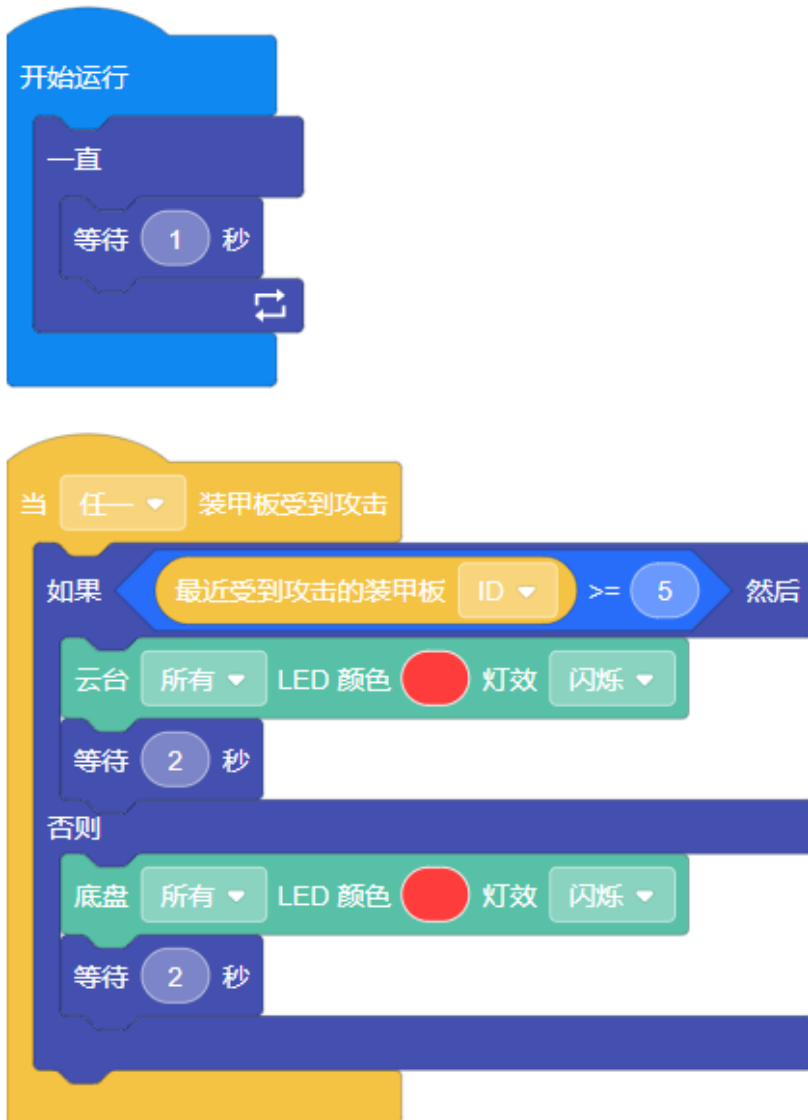 开始运行
一直
等待 1 秒
当 任一 装甲板受到攻击
如果 最近受到攻击的装甲板 ID >= 5 然后
云台 所有 LED 颜色 灯效 闪烁
等待 2 秒
否则
底盘 所有 LED 颜色 灯效 闪烁
等待 2 秒